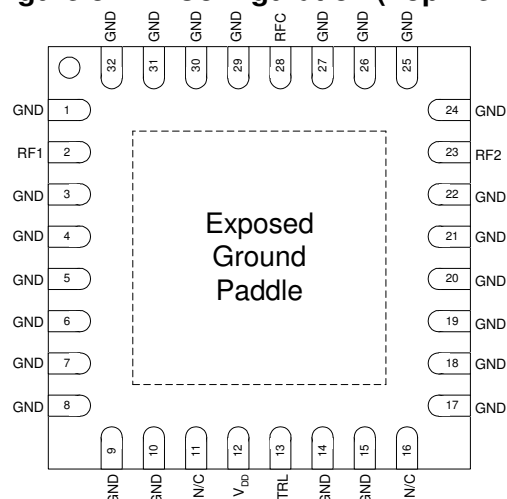 GND GND GND GND RFC GND GND GND
32 31 30 29 28 27 26 25
GND 1
RF1 2
GND 3
GND 4
GND 5
GND 6
GND 7
GND 8
24 GND
23 RF2
22 GND
21 GND
20 GND
19 GND
18 GND
17 GND
Exposed
Ground
Paddle
9 10 11 12 13 14 15 16
GND GND N/C VDD TRL GND GND N/C